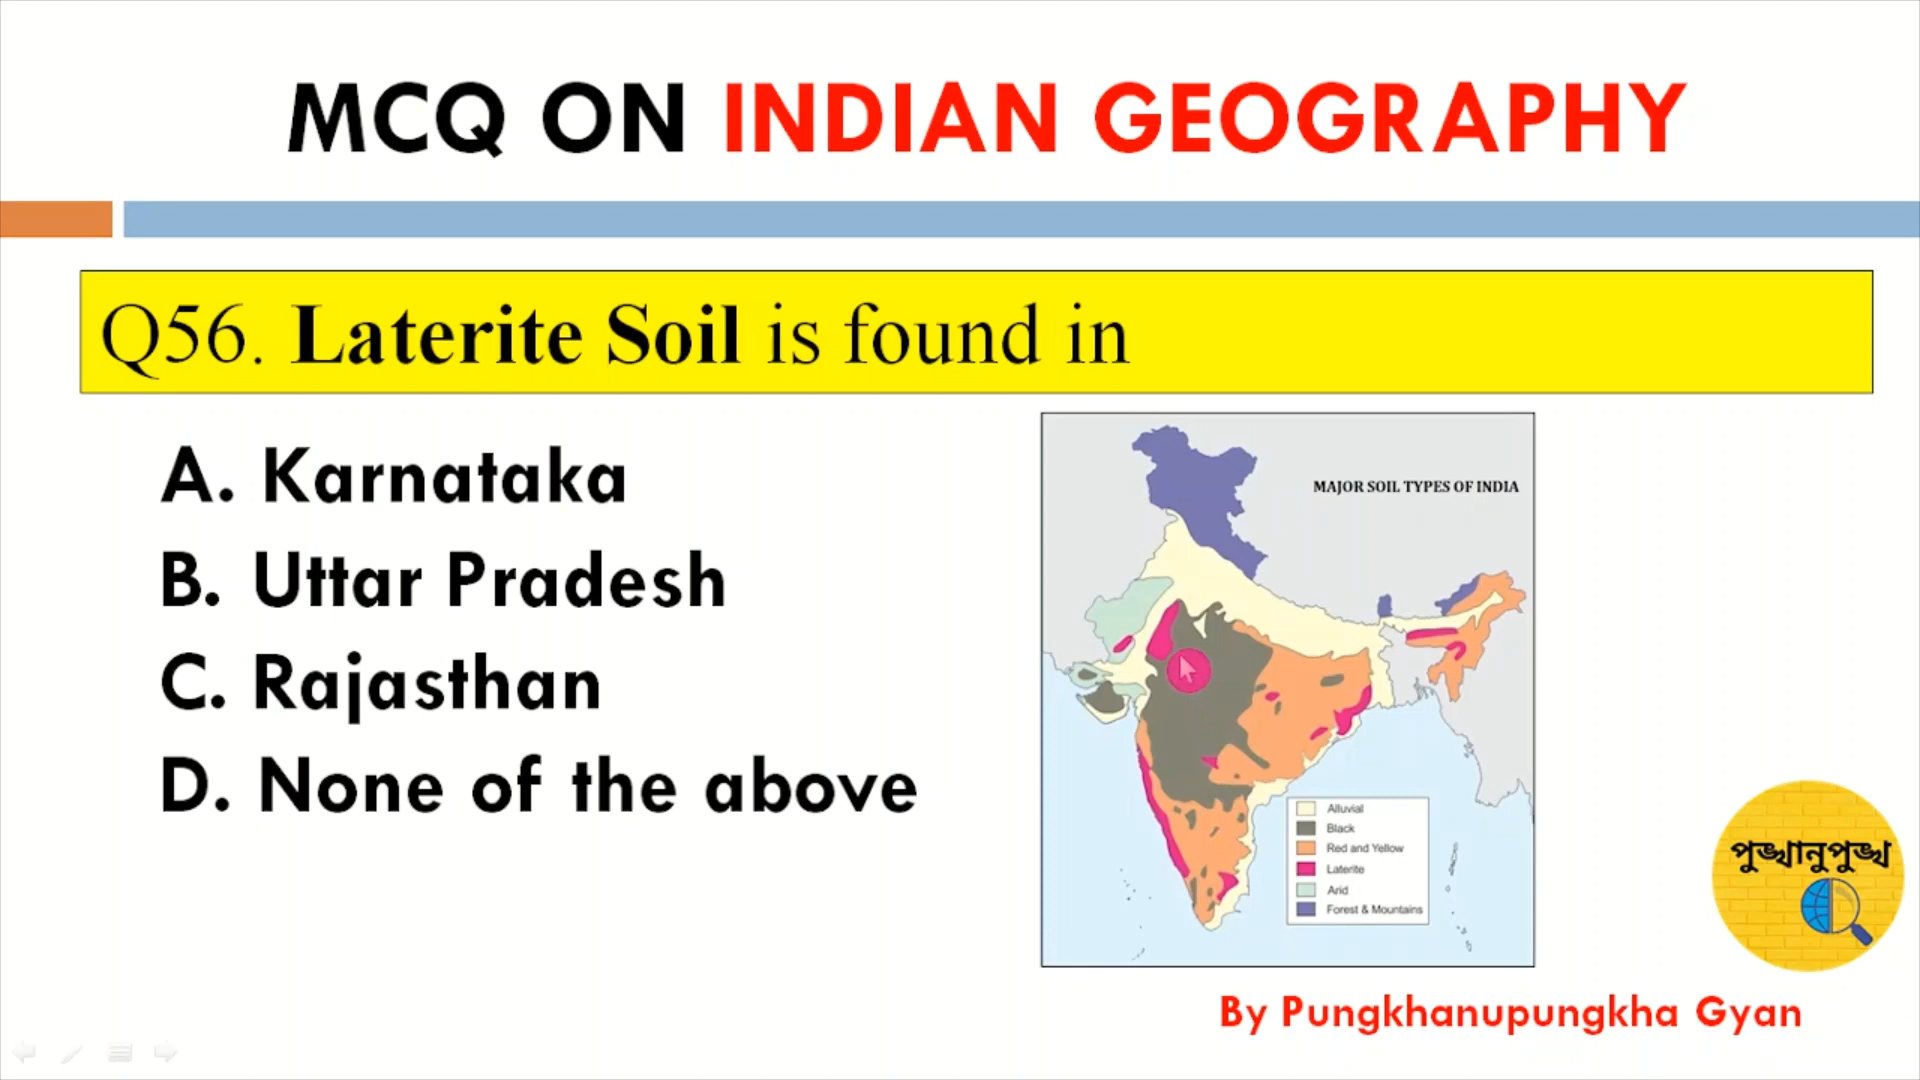 MCQ ON INDIAN GEOGRAPHY
Q56. Laterite Soil is found in
A. Karnataka
B. Uttar Pradesh
C. Rajasthan
D. None of the above
MAJOR SOIL TYPES OF INDIA
Alluvial
Black
Red and Yellow
Laterite
Arid
Forest & Mountains
পুঙ্খানুপুঙ্খ
By Pungkhanupungkha Gyan